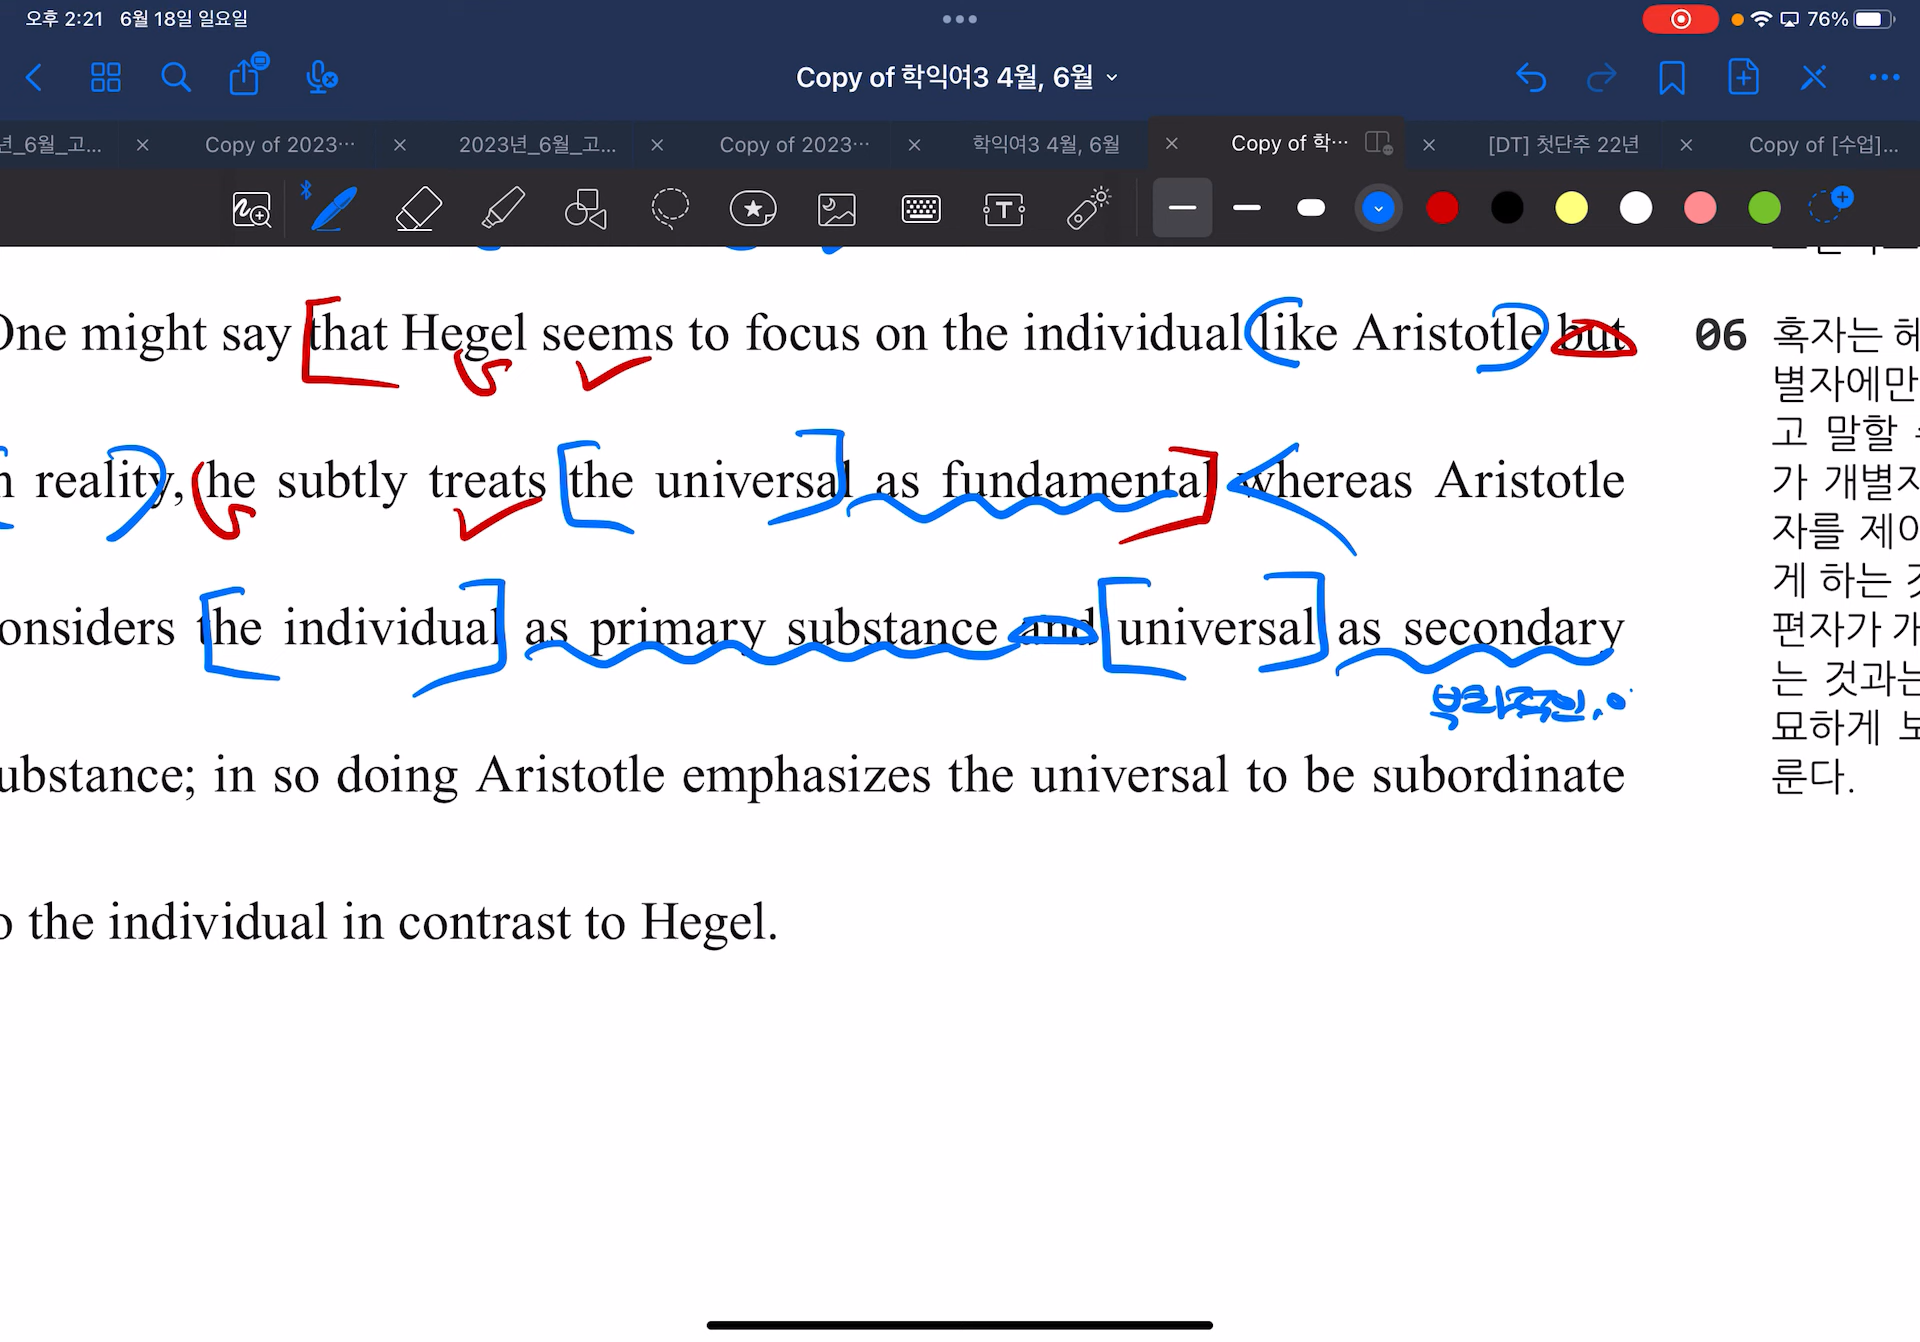 오후 2:21 6월 18일 일요일
76%
Copy of 학익여3 4월, 6월
년_6월_고... Copy of 2023... 2023년_6월_고... Copy of 2023... 학익여3 4월, 6월 Copy of 학... [DT] 첫단추 22년 Copy of [수업]...
One might say that Hegel seems to focus on the individual like Aristotle but
n reality, he subtly treats the universal as fundamental whereas Aristotle
onsiders the individual as primary substance and universal as secondary
부차적인, 이
ubstance; in so doing Aristotle emphasizes the universal to be subordinate
o the individual in contrast to Hegel.
06 혹자는 헤
별자에만
고 말할 수
가 개별자
자를 제이
게 하는 것
편자가 개
는 것과는
묘하게 보
룬다.